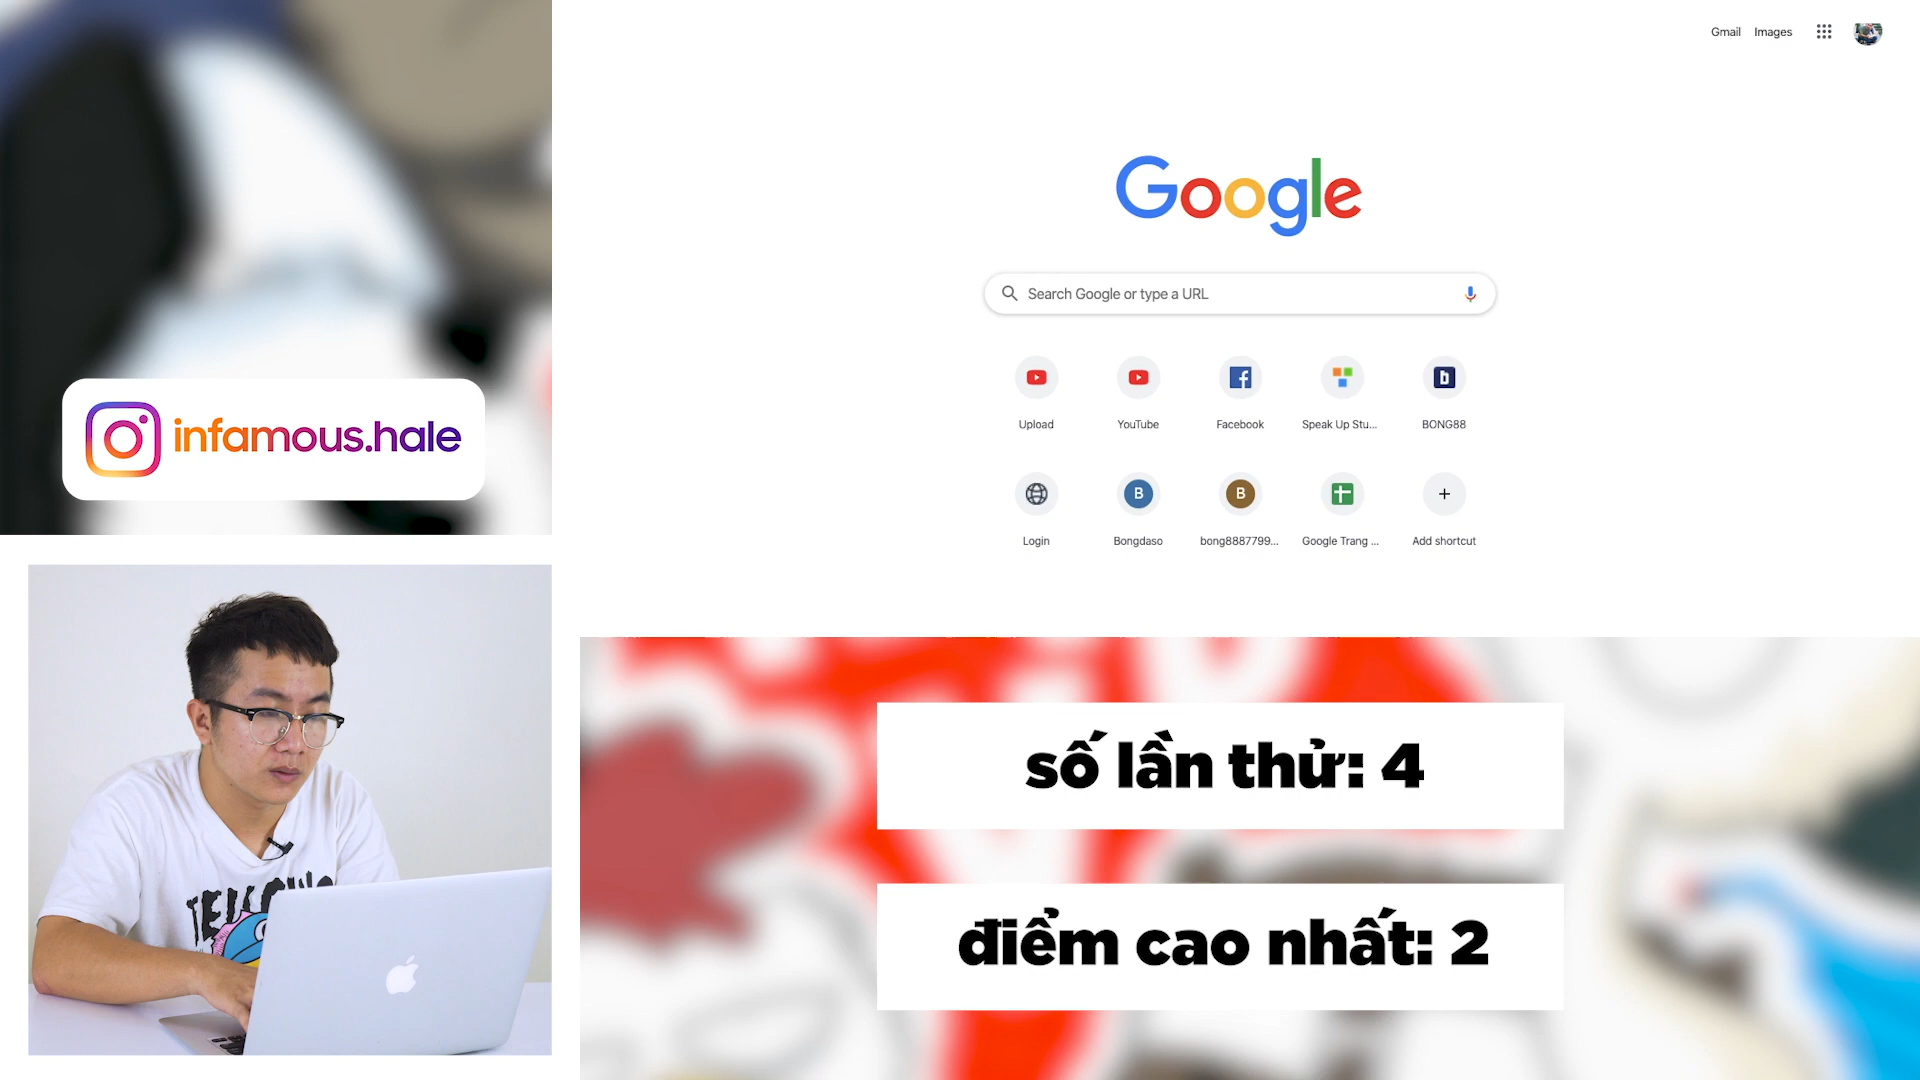 Gmail Images
Google
Search Google or type a URL
Upload YouTube Facebook Speak Up Stu... BONG88
B B
Login Bongdaso bong8887799... Google Trang ... Add shortcut
infamous.hale
số lần thử: 4
điểm cao nhất: 2